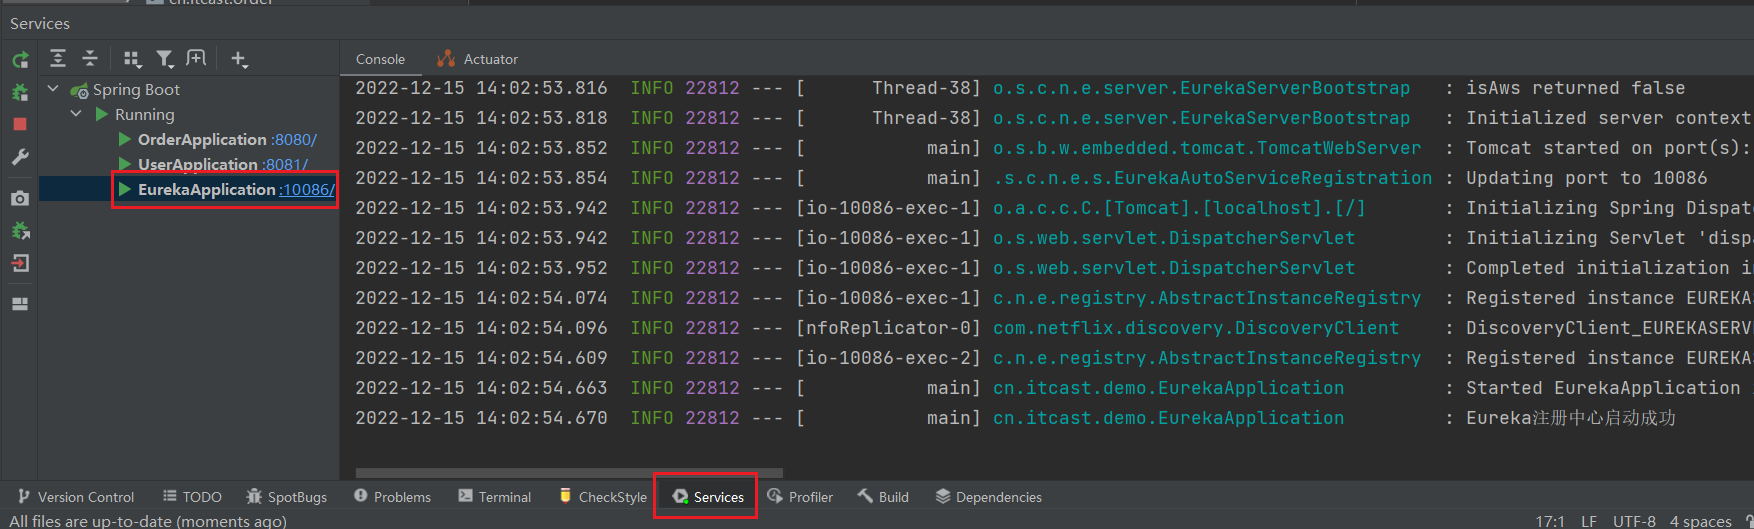 cn.itcast.order
Services
Console
Actuator
Spring Boot
Running
OrderApplication :8080/
UserApplication :8081/
EurekaApplication :10086/
2022-12-15 14:02:53.816  INFO 22812 --- [      Thread-38] o.s.c.n.e.server.EurekaServerBootstrap   : isAws returned false
2022-12-15 14:02:53.818  INFO 22812 --- [      Thread-38] o.s.c.n.e.server.EurekaServerBootstrap   : Initialized server context
2022-12-15 14:02:53.852  INFO 22812 --- [           main] o.s.b.w.embedded.tomcat.TomcatWebServer  : Tomcat started on port(s):
2022-12-15 14:02:53.854  INFO 22812 --- [           main] .s.c.n.e.s.EurekaAutoServiceRegistration : Updating port to 10086
2022-12-15 14:02:53.942  INFO 22812 --- [io-10086-exec-1] o.a.c.c.C.[Tomcat].[localhost].[/]       : Initializing Spring Dispat
2022-12-15 14:02:53.942  INFO 22812 --- [io-10086-exec-1] o.s.web.servlet.DispatcherServlet        : Initializing Servlet 'disp
2022-12-15 14:02:53.952  INFO 22812 --- [io-10086-exec-1] o.s.web.servlet.DispatcherServlet        : Completed initialization in
2022-12-15 14:02:54.074  INFO 22812 --- [io-10086-exec-1] c.n.e.registry.AbstractInstanceRegistry  : Registered instance EUREKA
2022-12-15 14:02:54.096  INFO 22812 --- [nfoReplicator-0] com.netflix.discovery.DiscoveryClient    : DiscoveryClient_EUREKASERV
2022-12-15 14:02:54.609  INFO 22812 --- [io-10086-exec-2] c.n.e.registry.AbstractInstanceRegistry  : Registered instance EUREKA
2022-12-15 14:02:54.663  INFO 22812 --- [           main] cn.itcast.demo.EurekaApplication         : Started EurekaApplication
2022-12-15 14:02:54.670  INFO 22812 --- [           main] cn.itcast.demo.EurekaApplication         : Eureka注册中心启动成功
Version Control
TODO
SpotBugs
Problems
Terminal
CheckStyle
Services
Profiler
Build
Dependencies
All files are up-to-date (moments ago)
17:1 LF UTF-8 4 spaces